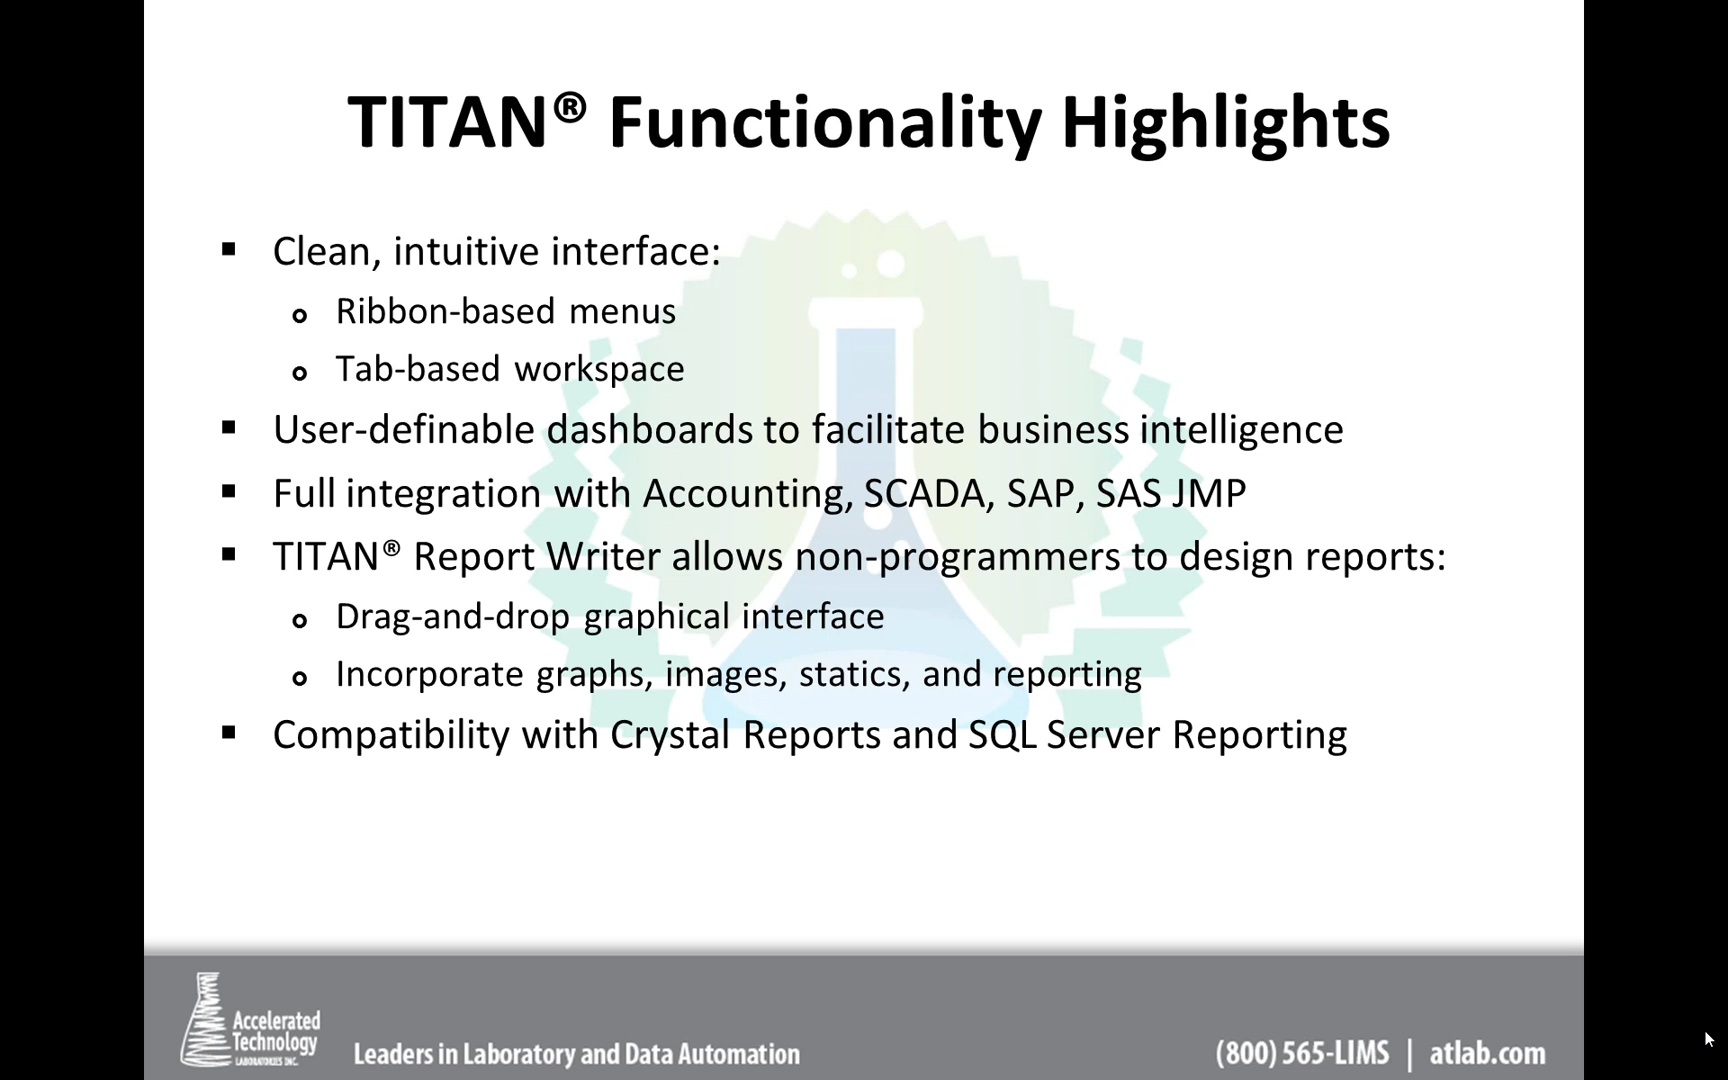 TITAN® Functionality Highlights
▪ Clean, intuitive interface:
o Ribbon-based menus
o Tab-based workspace
▪ User-definable dashboards to facilitate business intelligence
▪ Full integration with Accounting, SCADA, SAP, SAS JMP
▪ TITAN® Report Writer allows non-programmers to design reports:
o Drag-and-drop graphical interface
o Incorporate graphs, images, statics, and reporting
▪ Compatibility with Crystal Reports and SQL Server Reporting
Accelerated
Technology
LABORATORIES INC.
Leaders in Laboratory and Data Automation
(800) 565-LIMS | atlab.com